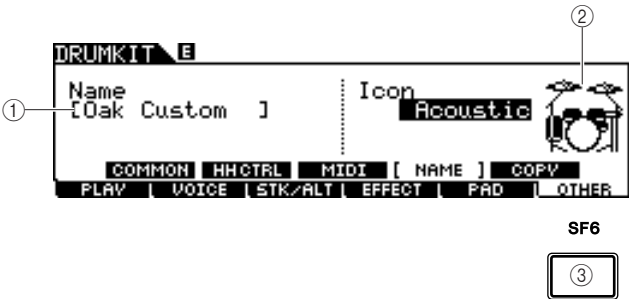 ②
DRUMKIT E
Name
Icon
① [Oak Custom ]
Acoustic
COMMON HHCTRL MIDI [ NAME ] COPY
PLAY VOICE STK/ALT EFFECT PAD OTHER
SF6
③